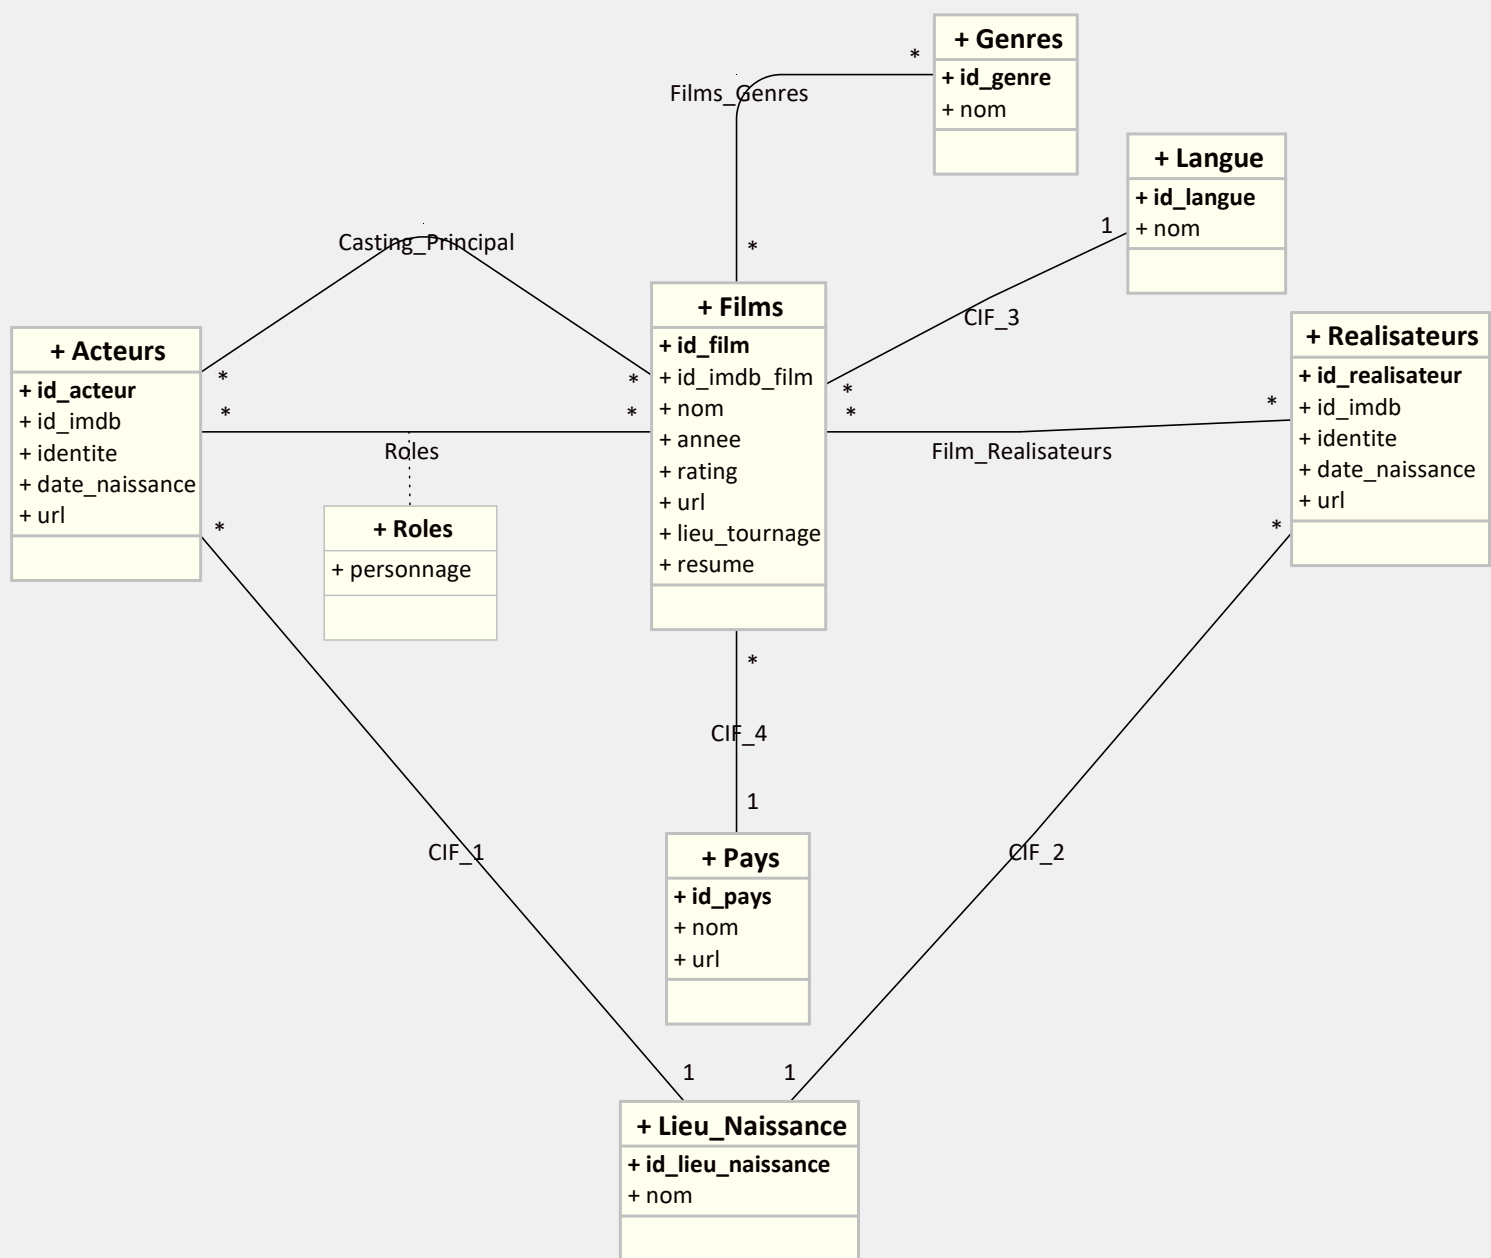 + Genres
+ id_genre
+ nom
*
Films_Genres
*
+ Langue
+ id_langue
+ nom
1
CIF_3
*
Casting_Principal
*
*
+ Films
+ id_film
+ id_imdb_film
+ nom
+ annee
+ rating
+ url
+ lieu_tournage
+ resume
+ Acteurs
+ id_acteur
+ id_imdb
+ identite
+ date_naissance
+ url
*
*
Roles
+ Roles
+ personnage
*
*
Film_Realisateurs
+ Realisateurs
+ id_realisateur
+ id_imdb
+ identite
+ date_naissance
+ url
*
*
*
CIF_4
1
+ Pays
+ id_pays
+ nom
+ url
CIF_1
CIF_2
1
1
+ Lieu_Naissance
+ id_lieu_naissance
+ nom